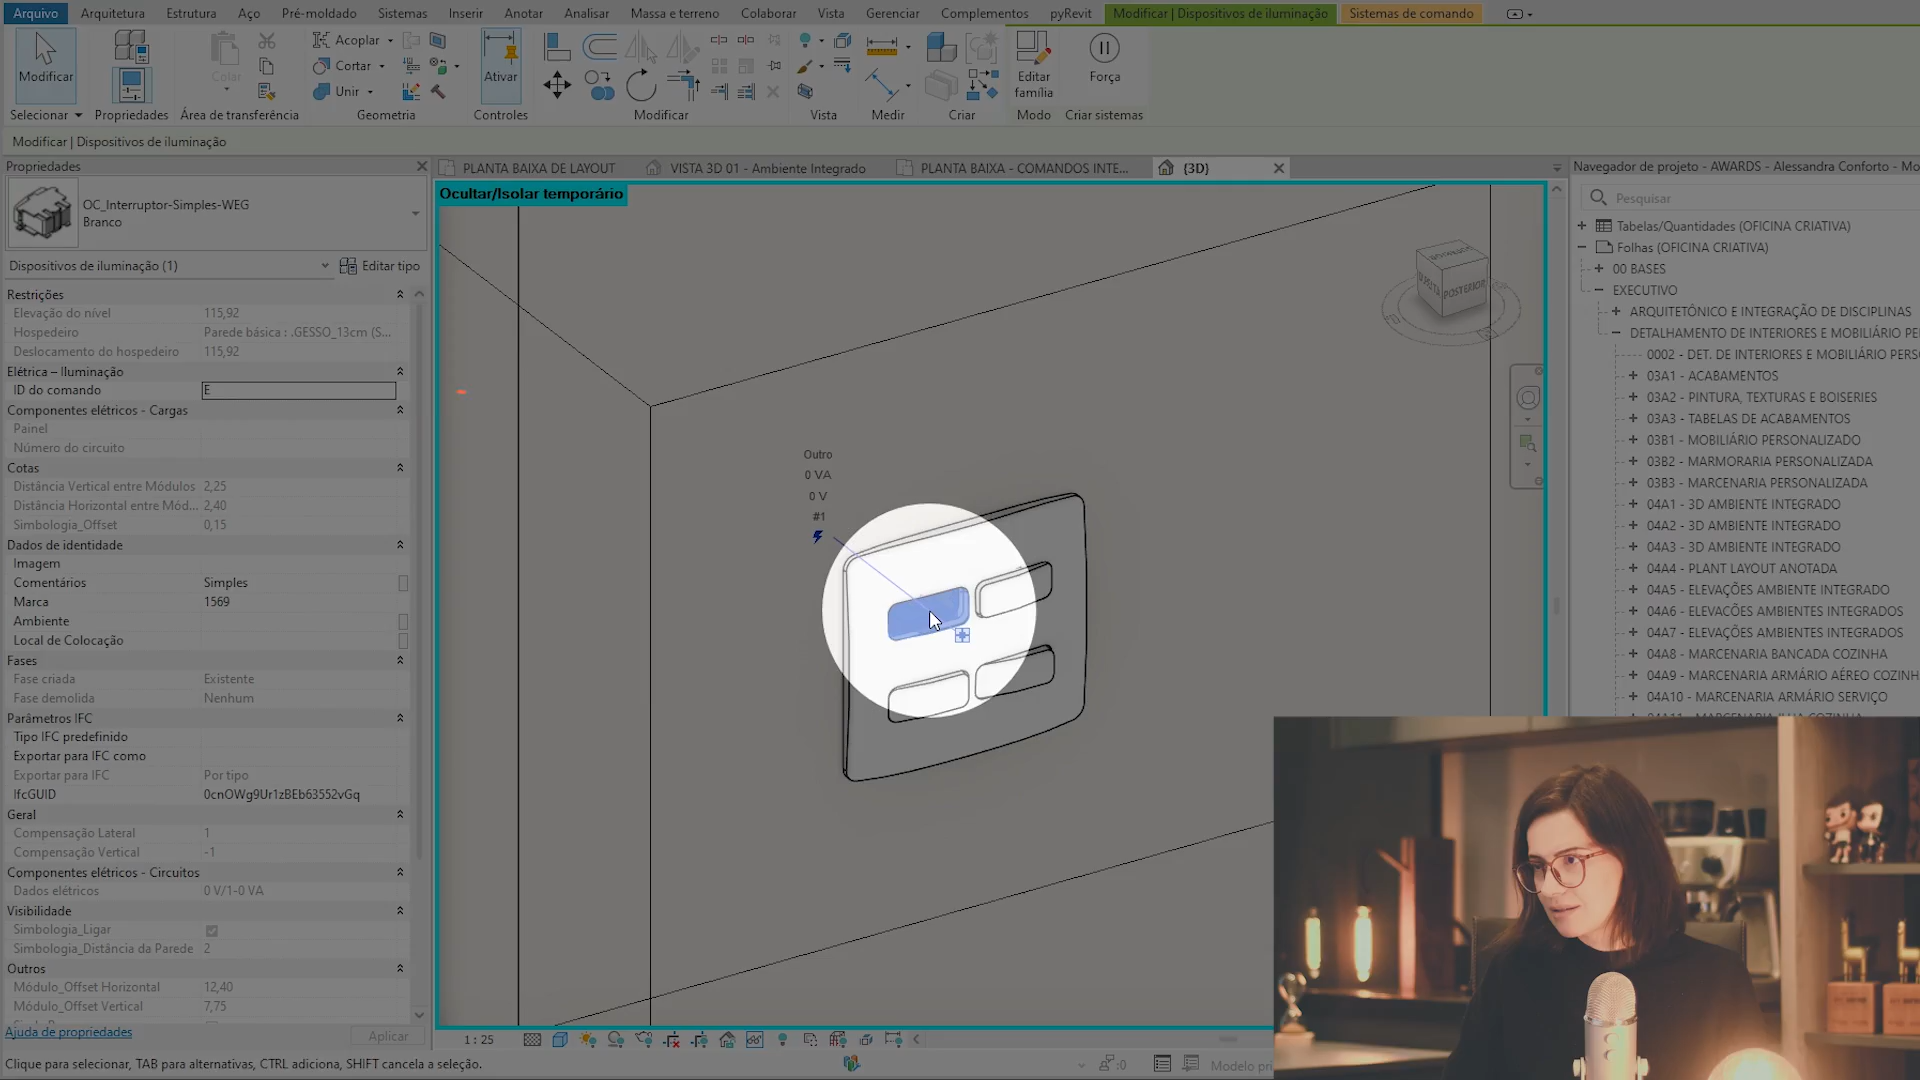 Arquivo Arquitetura Estrutura Aço Pré-moldado Sistemas Inserir Anotar Analisar Massa e terreno Colaborar Vista Gerenciar Complementos pyRevit Modificar | Dispositivos de iluminação Sistemas de comando
Modificar Colar Acoplar Cortar Unir Ativar Editar família Força
Selecionar Propriedades Área de transferência Geometria Controles Modificar Vista Medir Criar Modo Criar sistemas
Modificar | Dispositivos de iluminação
Propriedades
OC_Interruptor-Simples-WEG
Branco
Dispositivos de iluminação (1) Editar tipo
Restrições
Elevação do nível 115,92
Hospedeiro Parede básica : .GESSO_13cm (S...
Deslocamento do hospedeiro 115,92
Elétrica – Iluminação
ID do comando E
Componentes elétricos - Cargas
Painel
Número do circuito
Cotas
Distância Vertical entre Módulos 2,25
Distância Horizontal entre Mód... 2,40
Simbologia_Offset 0,15
Dados de identidade
Imagem
Comentários Simples
Marca 1569
Ambiente
Local de Colocação
Fases
Fase criada Existente
Fase demolida Nenhum
Parâmetros IFC
Tipo IFC predefinido
Exportar para IFC como
Exportar para IFC Por tipo
IfcGUID 0cnOWg9Ur1zBEb63552vGq
Geral
Compensação Lateral 1
Compensação Vertical -1
Componentes elétricos - Circuitos
Dados elétricos 0 V/1-0 VA
Visibilidade
Simbologia_Ligar
Simbologia_Distância da Parede 2
Outros
Módulo_Offset Horizontal 12,40
Módulo_Offset Vertical 7,75
Ajuda de propriedades Aplicar
Clique para selecionar, TAB para alternativas, CTRL adiciona, SHIFT cancela a seleção.
PLANTA BAIXA DE LAYOUT VISTA 3D 01 - Ambiente Integrado PLANTA BAIXA - COMANDOS INTE... {3D}
Ocultar/Isolar temporário
POSTERIOR
Outro
0 VA
0 V
#1
1 : 25
:0
Modelo pri
Navegador de projeto - AWARDS - Alessandra Conforto - Mo
Pesquisar
Tabelas/Quantidades (OFICINA CRIATIVA)
Folhas (OFICINA CRIATIVA)
00 BASES
EXECUTIVO
ARQUITETÔNICO E INTEGRAÇÃO DE DISCIPLINAS
DETALHAMENTO DE INTERIORES E MOBILIÁRIO PE
0002 - DET. DE INTERIORES E MOBILIÁRIO PERS
03A1 - ACABAMENTOS
03A2 - PINTURA, TEXTURAS E BOISERIES
03A3 - TABELAS DE ACABAMENTOS
03B1 - MOBILIÁRIO PERSONALIZADO
03B2 - MARMORARIA PERSONALIZADA
03B3 - MARCENARIA PERSONALIZADA
04A1 - 3D AMBIENTE INTEGRADO
04A2 - 3D AMBIENTE INTEGRADO
04A3 - 3D AMBIENTE INTEGRADO
04A4 - PLANT LAYOUT ANOTADA
04A5 - ELEVAÇÕES AMBIENTE INTEGRADO
04A6 - ELEVAÇÕES AMBIENTES INTEGRADOS
04A7 - ELEVAÇÕES AMBIENTES INTEGRADOS
04A8 - MARCENARIA BANCADA COZINHA
04A9 - MARCENARIA ARMÁRIO AÉREO COZINH
04A10 - MARCENARIA ARMÁRIO SERVIÇO